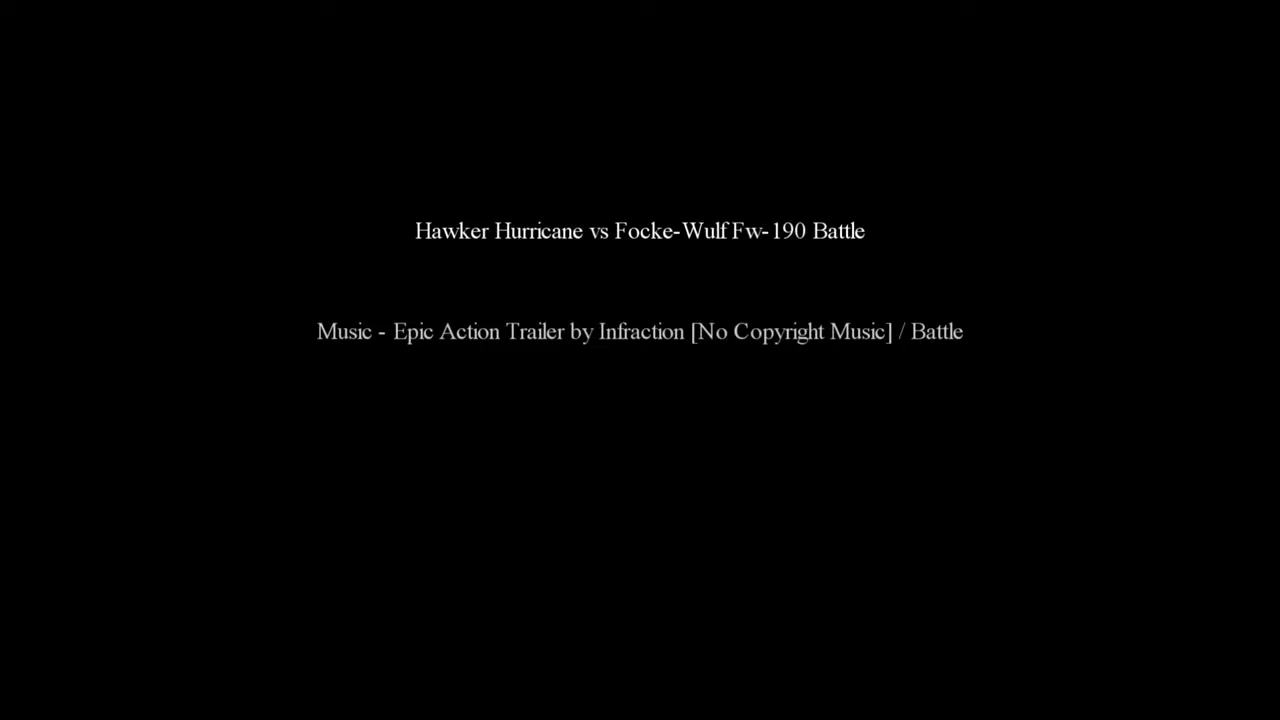 Hawker Hurricane vs Focke-Wulf Fw-190 Battle
Music - Epic Action Trailer by Infraction [No Copyright Music] / Battle